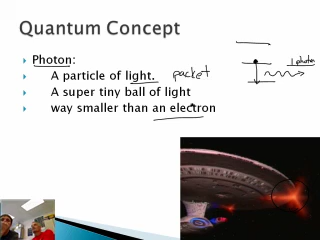 Quantum Concept
Photon:
A particle of light. packet
1 photon
A super tiny ball of light
way smaller than an electron